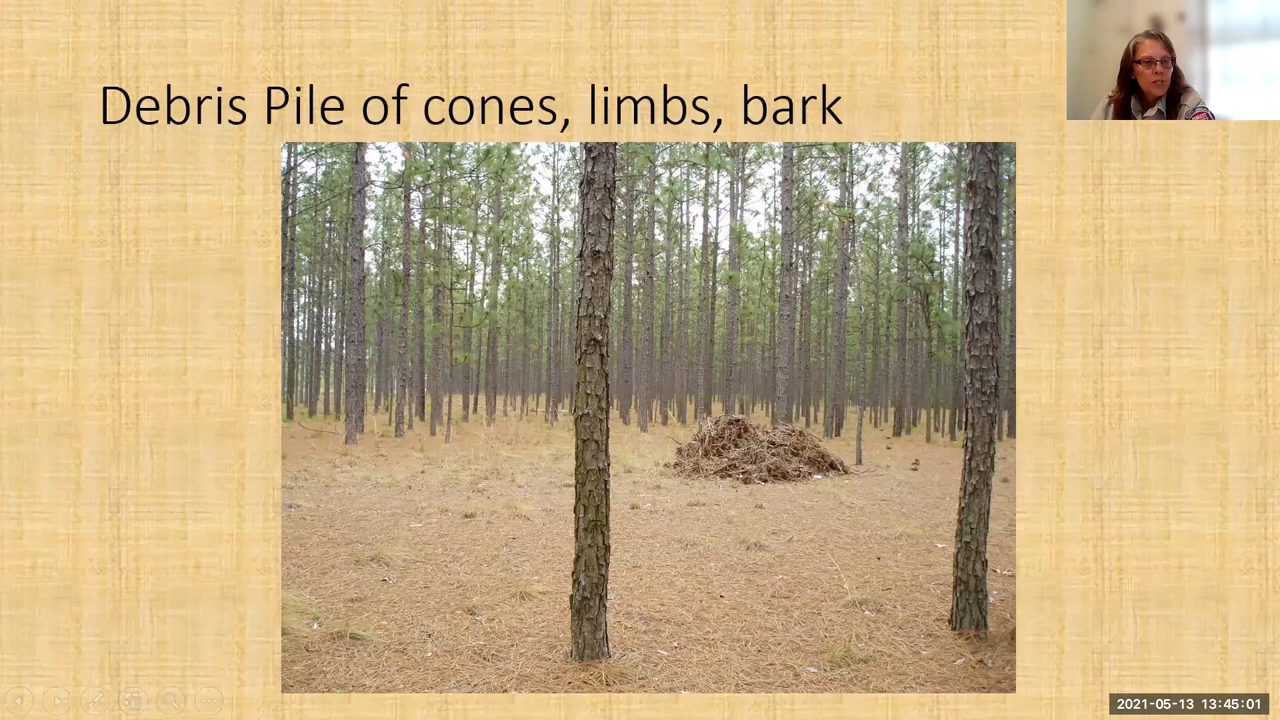 Debris Pile of cones, limbs, bark
2021-05-13 13:45:01